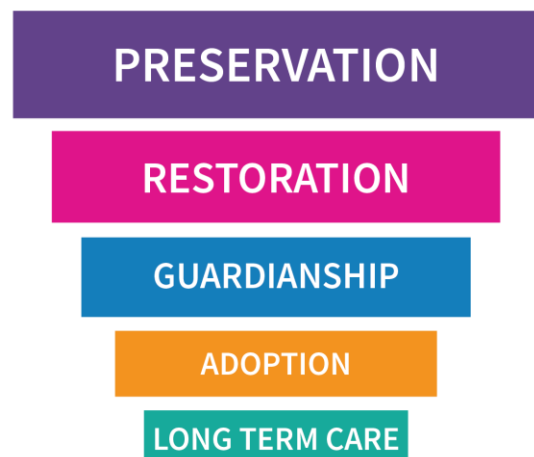 PRESERVATION
RESTORATION
GUARDIANSHIP
ADOPTION
LONG TERM CARE